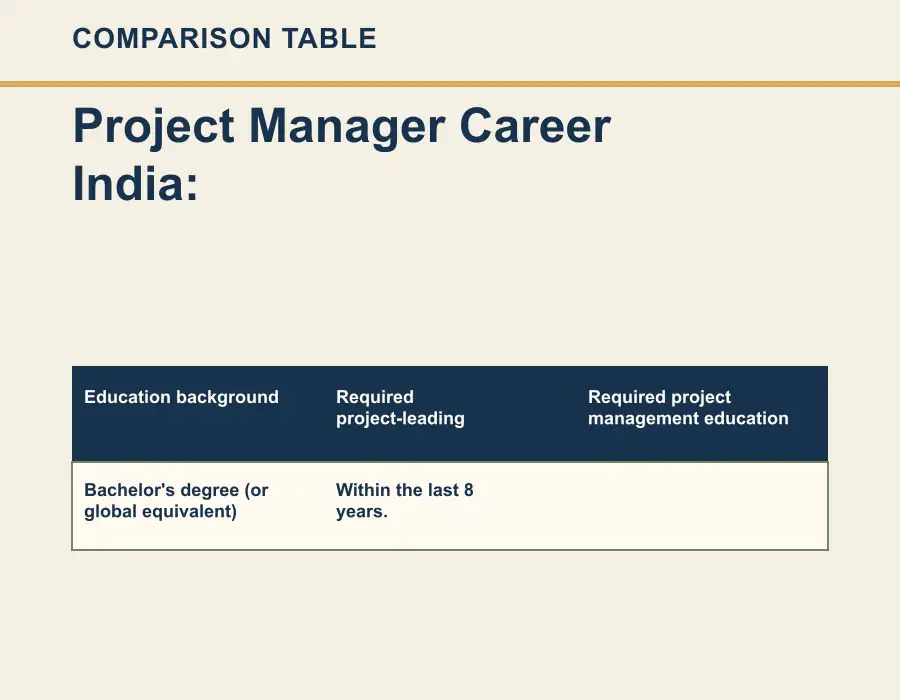 COMPARISON TABLE
Project Manager Career
India:
Education background
Required
project-leading
Required project
management education
Bachelor's degree (or
global equivalent)
Within the last 8
years.